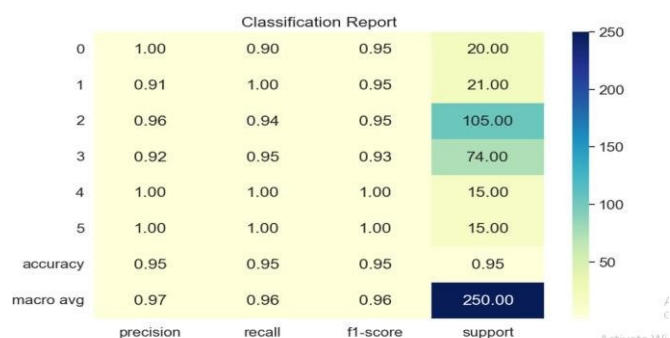 Classification Report
0 1.00 0.90 0.95 20.00
1 0.91 1.00 0.95 21.00
2 0.96 0.94 0.95 105.00
3 0.92 0.95 0.93 74.00
4 1.00 1.00 1.00 15.00
5 1.00 1.00 1.00 15.00
accuracy 0.95 0.95 0.95 0.95
macro avg 0.97 0.96 0.96 250.00
precision recall f1-score support
250
200
150
100
50